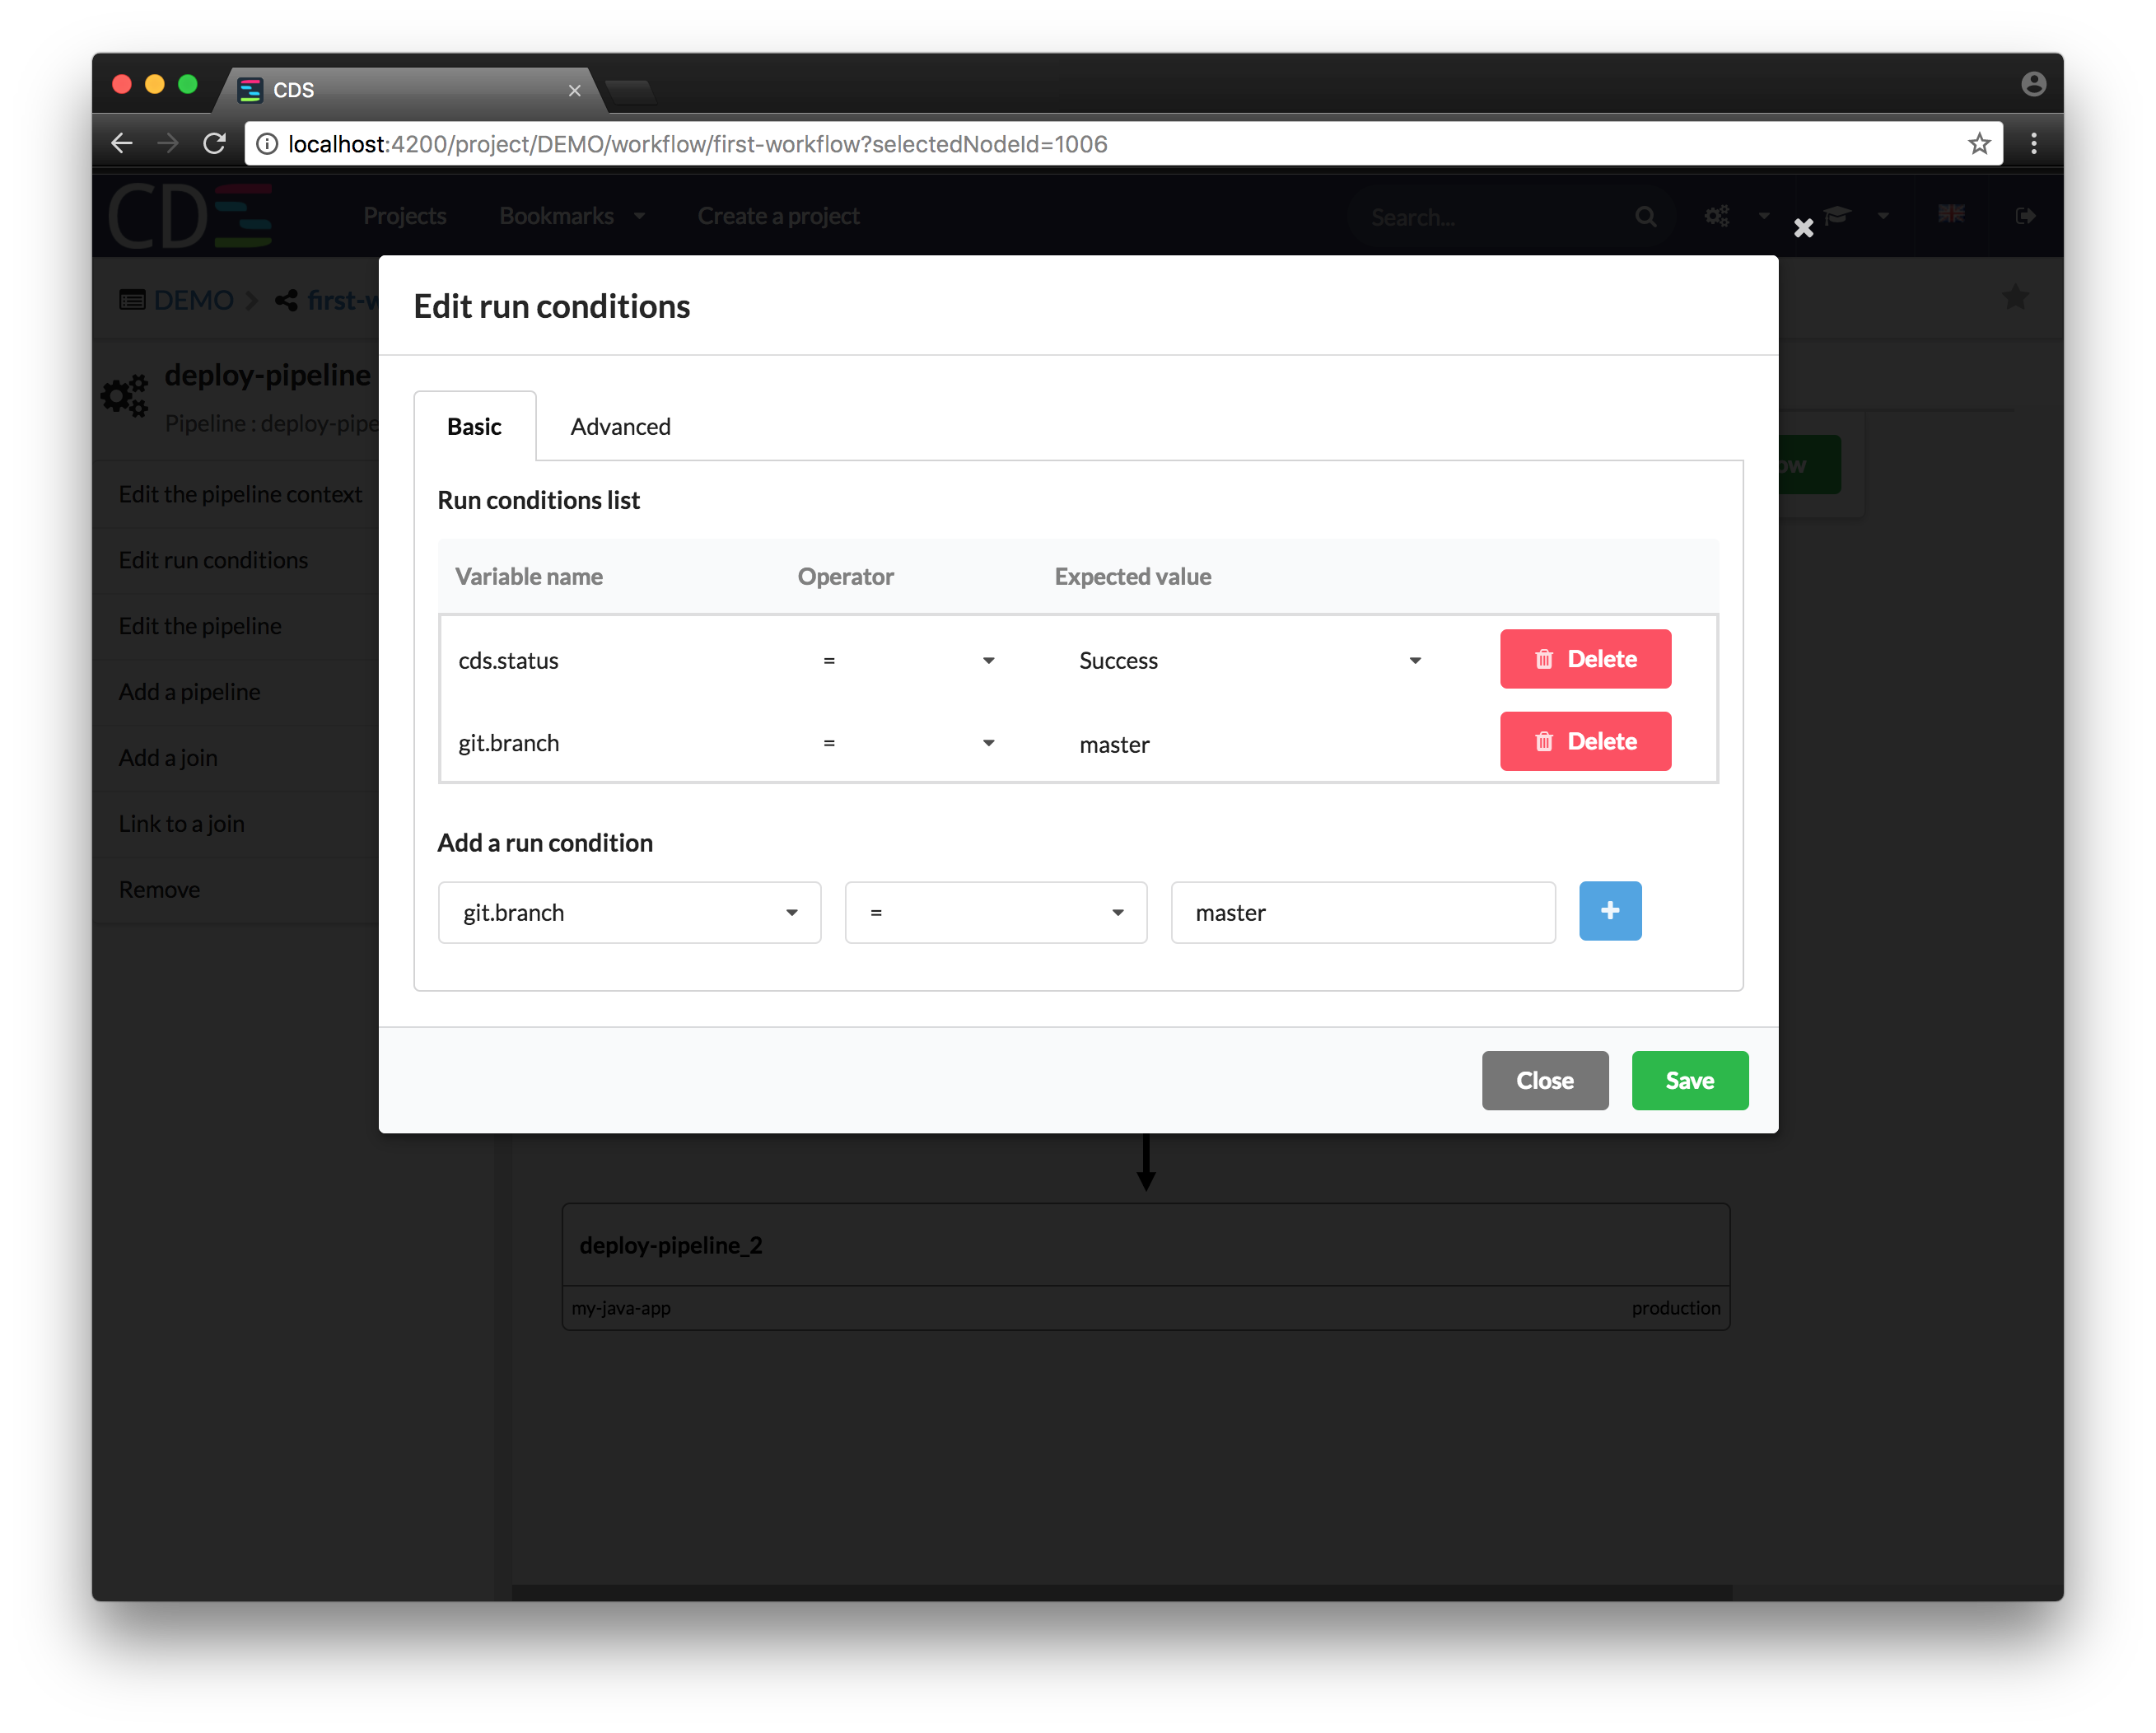 CDS
localhost:4200/project/DEMO/workflow/first-workflow?selectedNodeId=1006
CD
Projects
Bookmarks
Create a project
Search...
DEMO
first-w
Edit run conditions
deploy-pipeline
Pipeline : deploy-pipe
Basic
Advanced
ow
Edit the pipeline context
Edit run conditions
Edit the pipeline
Add a pipeline
Add a join
Link to a join
Remove
Run conditions list
Variable name
Operator
Expected value
cds.status
=
Success
Delete
git.branch
=
master
Delete
Add a run condition
git.branch
=
master
+
Close
Save
deploy-pipeline_2
my-java-app
production